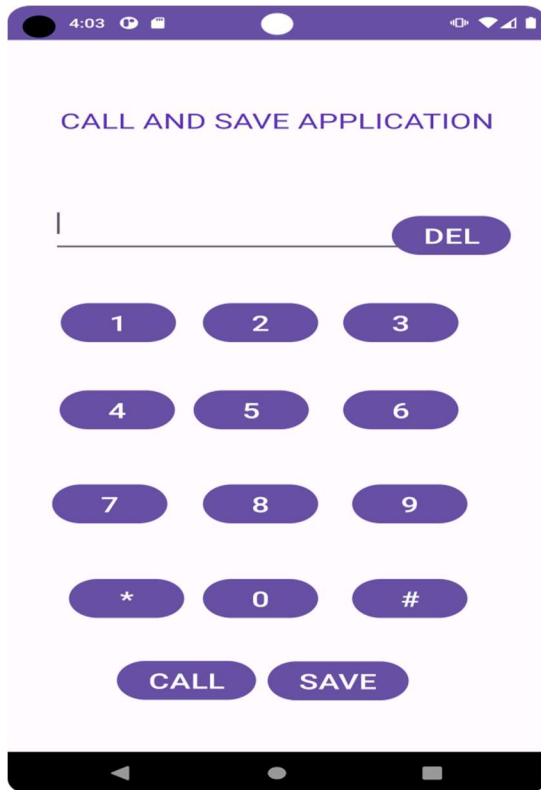 4:03
CALL AND SAVE APPLICATION
DEL
1 2 3
4 5 6
7 8 9
* 0 #
CALL SAVE